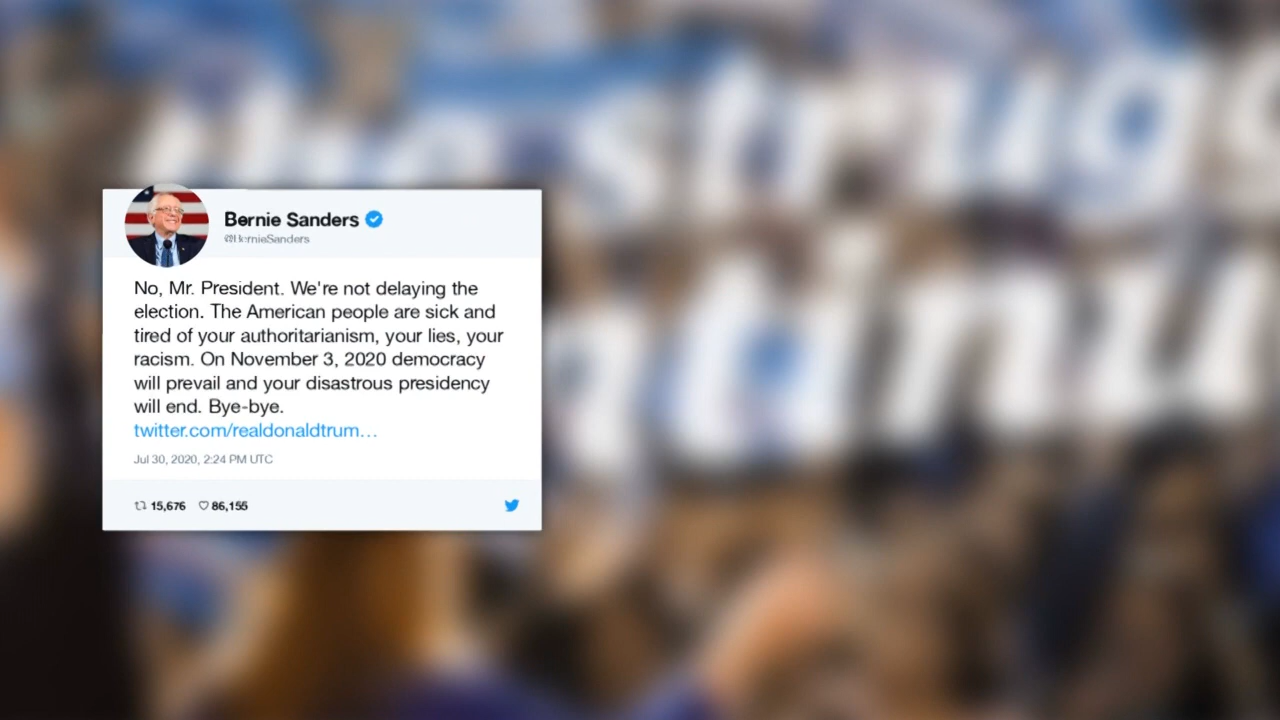 Bernie Sanders
@BernieSanders
No, Mr. President. We're not delaying the
election. The American people are sick and
tired of your authoritarianism, your lies, your
racism. On November 3, 2020 democracy
will prevail and your disastrous presidency
will end. Bye-bye.
twitter.com/realdonaldtrum…
Jul 30, 2020, 2:24 PM UTC
15,676 86,155